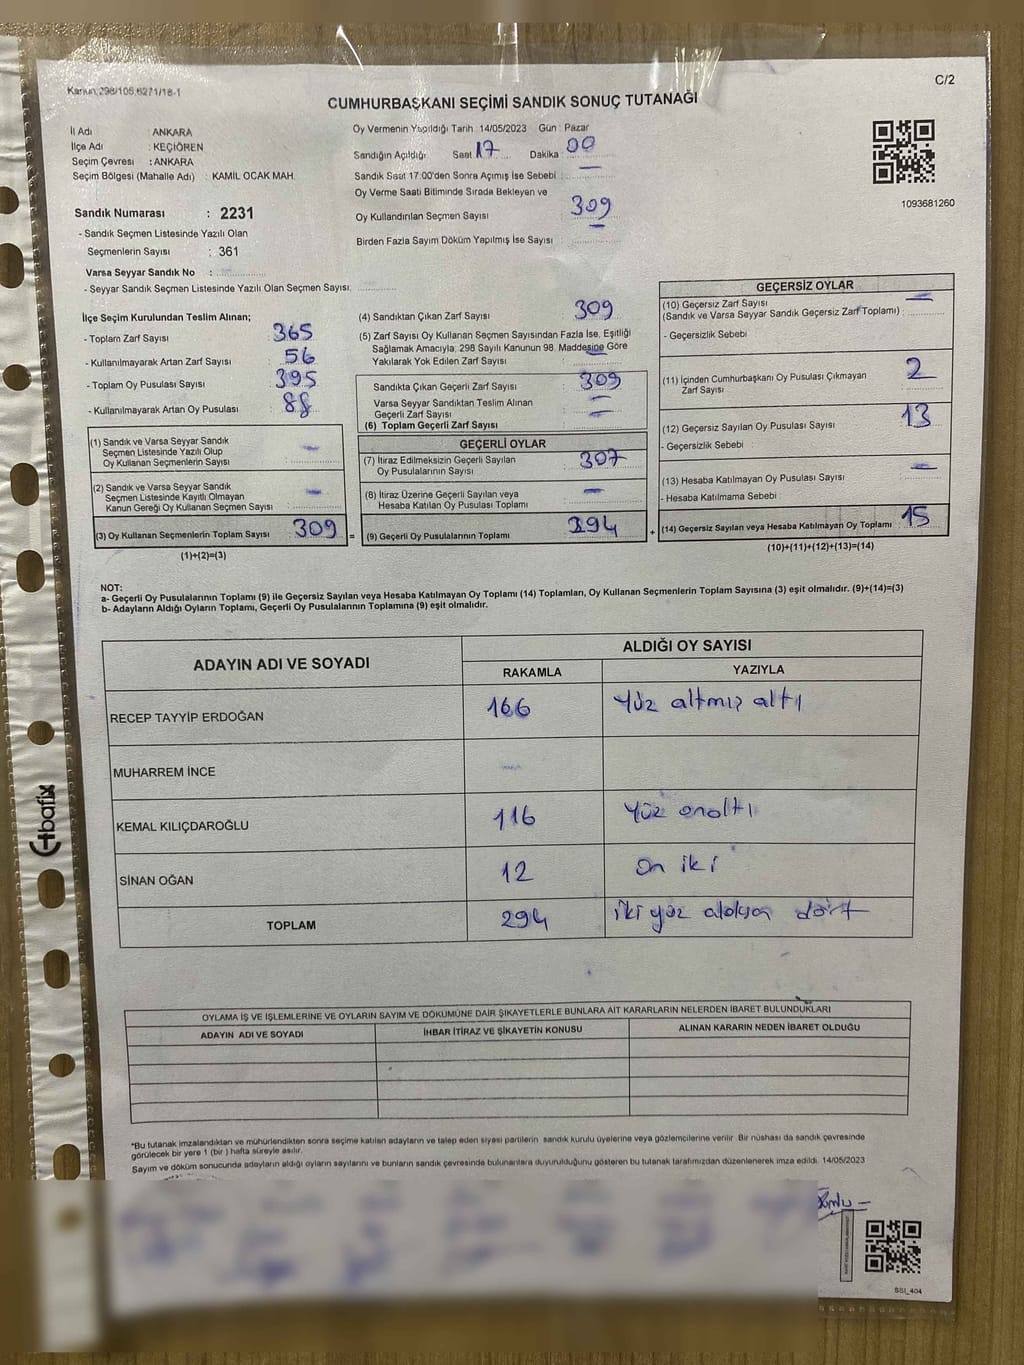 Kanun, 298/105,6271/18-1
C/2
CUMHURBAŞKANI SEÇİMİ SANDIK SONUÇ TUTANAĞI
İl Adı : ANKARA
İlçe Adı : KEÇİÖREN
Seçim Çevresi : ANKARA
Seçim Bölgesi (Mahalle Adı) : KAMİL OCAK MAH.
Oy Vermenin Yapıldığı Tarih 14/05/2023 Gün : Pazar
Sandığın Açıldığı Saat 17 Dakika 00
Sandık Saat 17:00'den Sonra Açımış İse Sebebi : —
Oy Verme Saati Bitiminde Sırada Bekleyen ve
Oy Kullandırılan Seçmen Sayısı : 309
—
Birden Fazla Sayım Döküm Yapılmış İse Sayısı :
1093681260
Sandık Numarası : 2231
- Sandık Seçmen Listesinde Yazılı Olan
Seçmenlerin Sayısı : 361
Varsa Seyyar Sandık No :
- Seyyar Sandık Seçmen Listesinde Yazılı Olan Seçmen Sayısı:
İlçe Seçim Kurulundan Teslim Alınan;
- Toplam Zarf Sayısı : 365
- Kullanılmayarak Artan Zarf Sayısı : 56
- Toplam Oy Pusulası Sayısı : 395
- Kullanılmayarak Artan Oy Pusulası : 88
(1) Sandık ve Varsa Seyyar Sandık
Seçmen Listesinde Yazılı Olup
Oy Kullanan Seçmenlerin Sayısı : —
(2) Sandık ve Varsa Seyyar Sandık
Seçmen Listesinde Kayıtlı Olmayan
Kanun Gereği Oy Kullanan Seçmen Sayısı : —
(3) Oy Kullanan Seçmenlerin Toplam Sayısı : 309
(1)+(2)=(3)
=
(4) Sandıktan Çıkan Zarf Sayısı : 309
(5) Zarf Sayısı Oy Kullanan Seçmen Sayısından Fazla İse, Eşitliği
Sağlamak Amacıyla, 298 Sayılı Kanunun 98. Maddesine Göre
Yakılarak Yok Edilen Zarf Sayısı :
Sandıkta Çıkan Geçerli Zarf Sayısı : 309
Varsa Seyyar Sandıktan Teslim Alınan
Geçerli Zarf Sayısı : —
(6) Toplam Geçerli Zarf Sayısı : —
GEÇERLİ OYLAR
(7) İtiraz Edilmeksizin Geçerli Sayılan
Oy Pusulalarının Sayısı : 307
(8) İtiraz Üzerine Geçerli Sayılan veya
Hesaba Katılan Oy Pusulası Toplamı : —
(9) Geçerli Oy Pusulalarının Toplamı : 294
+
GEÇERSİZ OYLAR
(10) Geçersiz Zarf Sayısı
(Sandık ve Varsa Seyyar Sandık Geçersiz Zarf Toplamı) : —
- Geçersizlik Sebebi :
(11) İçinden Cumhurbaşkanı Oy Pusulası Çıkmayan
Zarf Sayısı : 2
(12) Geçersiz Sayılan Oy Pusulası Sayısı : 13
- Geçersizlik Sebebi :
(13) Hesaba Katılmayan Oy Pusulası Sayısı : —
- Hesaba Katılmama Sebebi :
(14) Geçersiz Sayılan veya Hesaba Katılmayan Oy Toplamı : 15
(10)+(11)+(12)+(13)=(14)
NOT:
a- Geçerli Oy Pusulalarının Toplamı (9) ile Geçersiz Sayılan veya Hesaba Katılmayan Oy Toplamı (14) Toplamları, Oy Kullanan Seçmenlerin Toplam Sayısına (3) eşit olmalıdır. (9)+(14)=(3)
b- Adayların Aldığı Oyların Toplamı, Geçerli Oy Pusulalarının Toplamına (9) eşit olmalıdır.
ADAYIN ADI VE SOYADI
ALDIĞI OY SAYISI
RAKAMLA YAZIYLA
RECEP TAYYİP ERDOĞAN 166 Yüz altmış altı
MUHARREM İNCE —
KEMAL KILIÇDAROĞLU 116 Yüz onaltı
SİNAN OĞAN 12 On iki
TOPLAM 294 iki yüz doksan dört
OYLAMA İŞ VE İŞLEMLERİNE VE OYLARIN SAYIM VE DÖKÜMÜNE DAİR ŞİKAYETLERLE BUNLARA AİT KARARLARIN NELERDEN İBARET BULUNDUKLARI
ADAYIN ADI VE SOYADI İHBAR İTİRAZ VE ŞİKAYETİN KONUSU ALINAN KARARIN NEDEN İBARET OLDUĞU
*Bu tutanak imzalandıktan ve mühürlendikten sonra seçime katılan adayların ve talep eden siyasi partilerin sandık kurulu üyelerine veya gözlemcilerine verilir. Bir nüshası da sandık çevresinde
görülecek bir yere 1 (bir) hafta süreyle asılır.
Sayım ve döküm sonucunda adayların aldığı oyların sayılarını ve bunların sandık çevresinde bulunanlara duyurulduğunu gösteren bu tutanak tarafımızdan düzenlenerek imza edildi. 14/05/2023
SSI_404
bafix